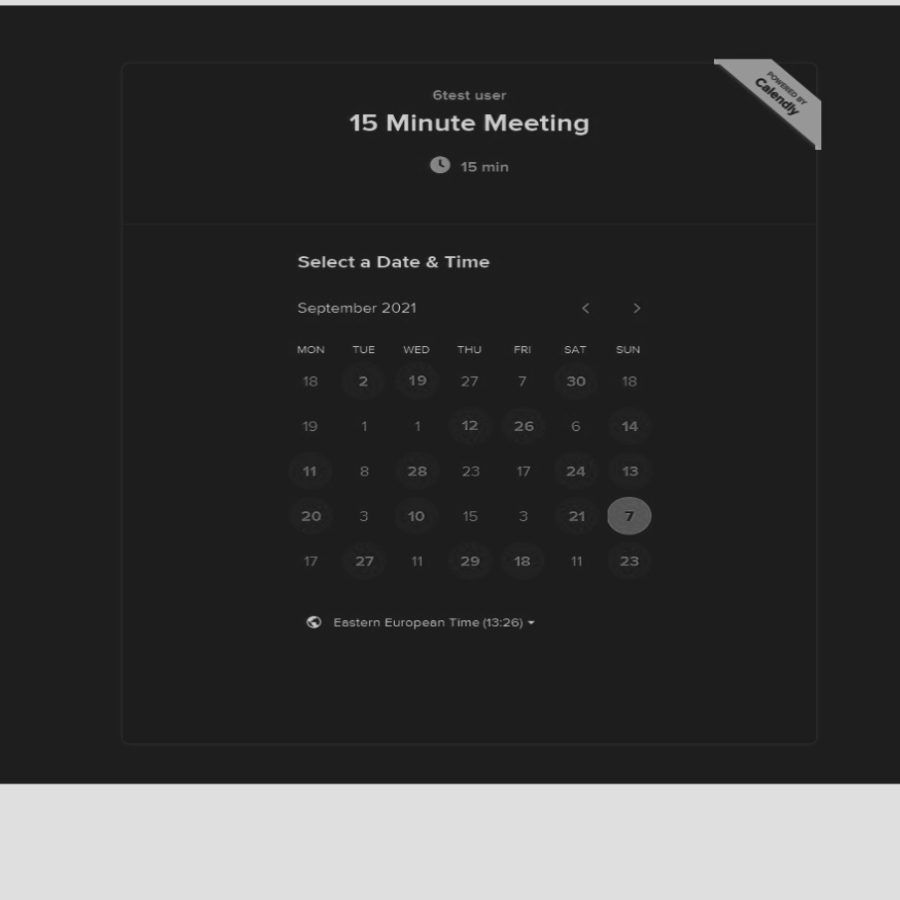 POWERED BY
Calendly
6test user
15 Minute Meeting
15 min
Select a Date & Time
September 2021
MON TUE WED THU FRI SAT SUN
18 2 19 27 7 30 18
19 1 1 12 26 6 14
11 8 28 23 17 24 13
20 3 10 15 3 21 7
17 27 11 29 18 11 23
Eastern European Time (13:26)